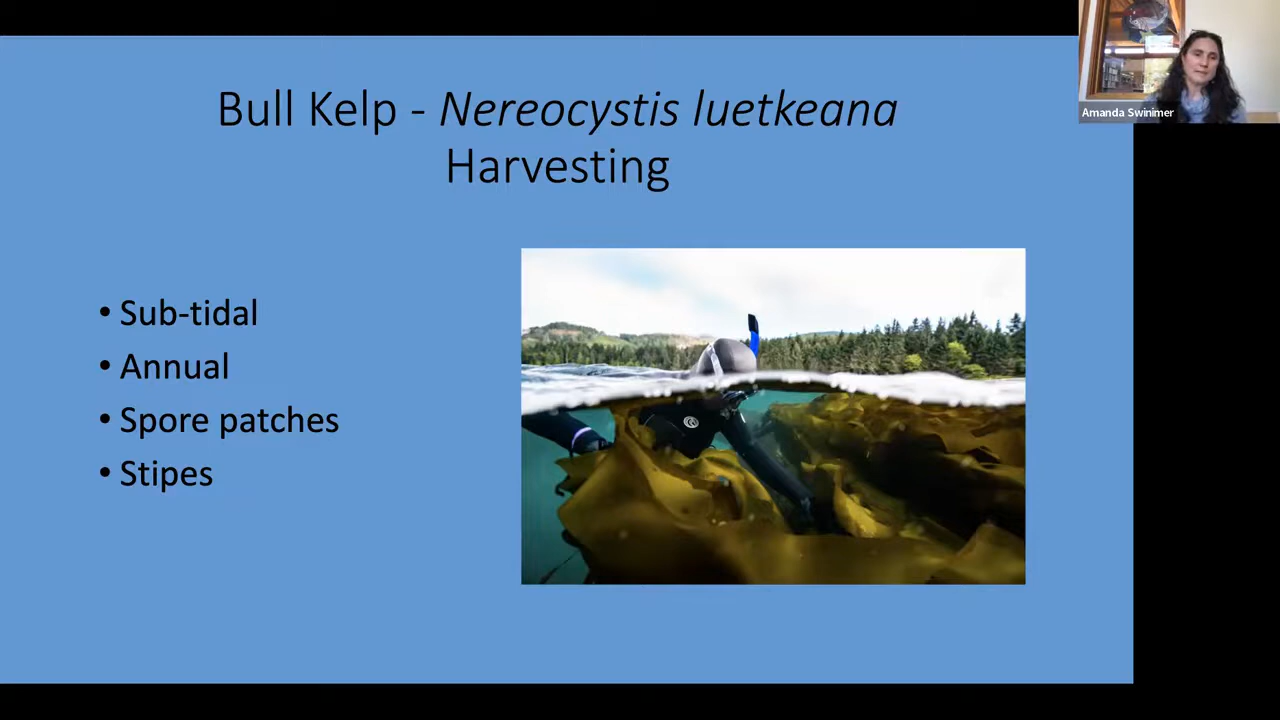 Bull Kelp - Nereocystis luetkeana
Harvesting
• Sub-tidal
• Annual
• Spore patches
• Stipes
Amanda Swinimer